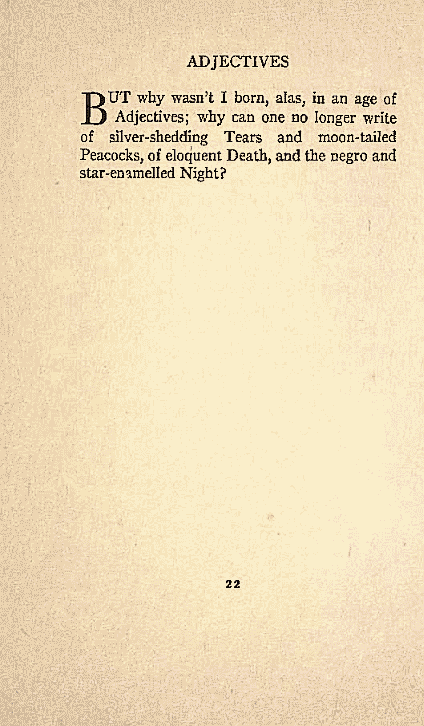 ADJECTIVES
BUT why wasn't I born, alas, in an age of
Adjectives; why can one no longer write
of silver-shedding Tears and moon-tailed
Peacocks, of eloquent Death, and the negro and
star-enamelled Night?
22